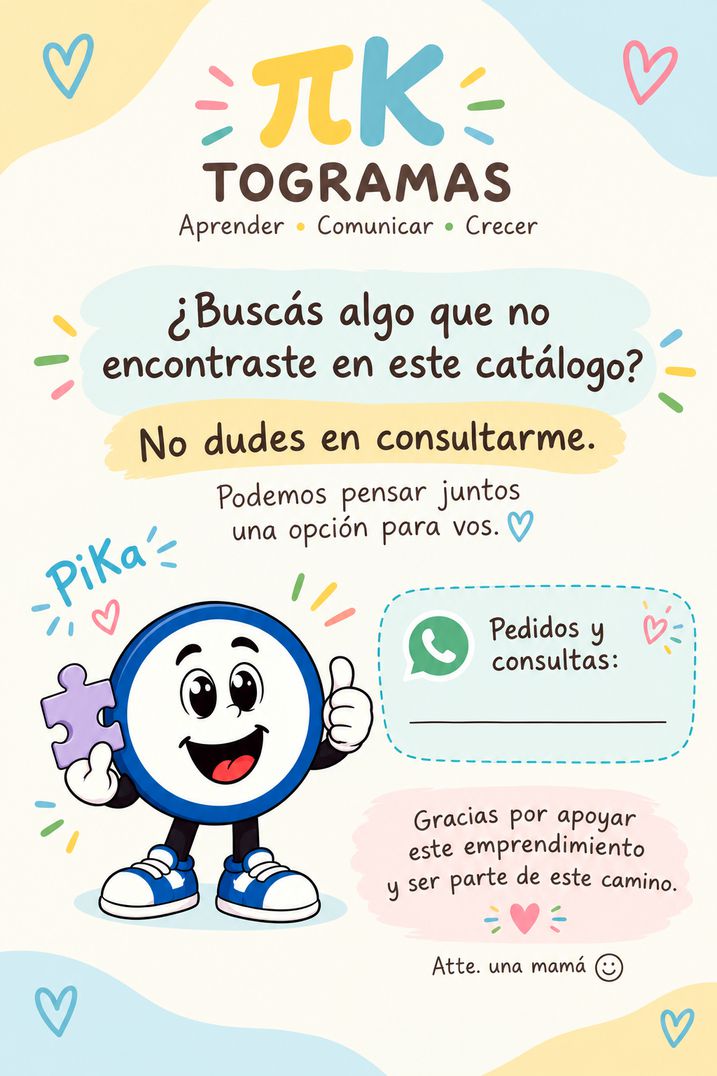 πK
TOGRAMAS
Aprender • Comunicar • Crecer
¿Buscás algo que no
encontraste en este catálogo?
No dudes en consultarme.
Podemos pensar juntos
una opción para vos.
PiKa
Pedidos y
consultas:
Gracias por apoyar
este emprendimiento
y ser parte de este camino.
Atte. una mamá